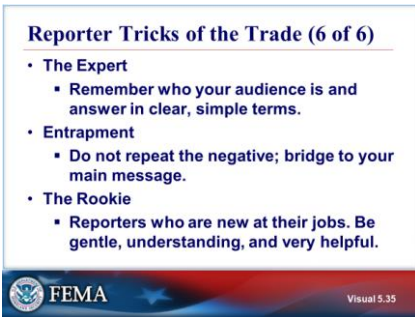 Reporter Tricks of the Trade (6 of 6)
• The Expert
▪ Remember who your audience is and
answer in clear, simple terms.
• Entrapment
▪ Do not repeat the negative; bridge to your
main message.
• The Rookie
▪ Reporters who are new at their jobs. Be
gentle, understanding, and very helpful.
FEMA
Visual 5.35